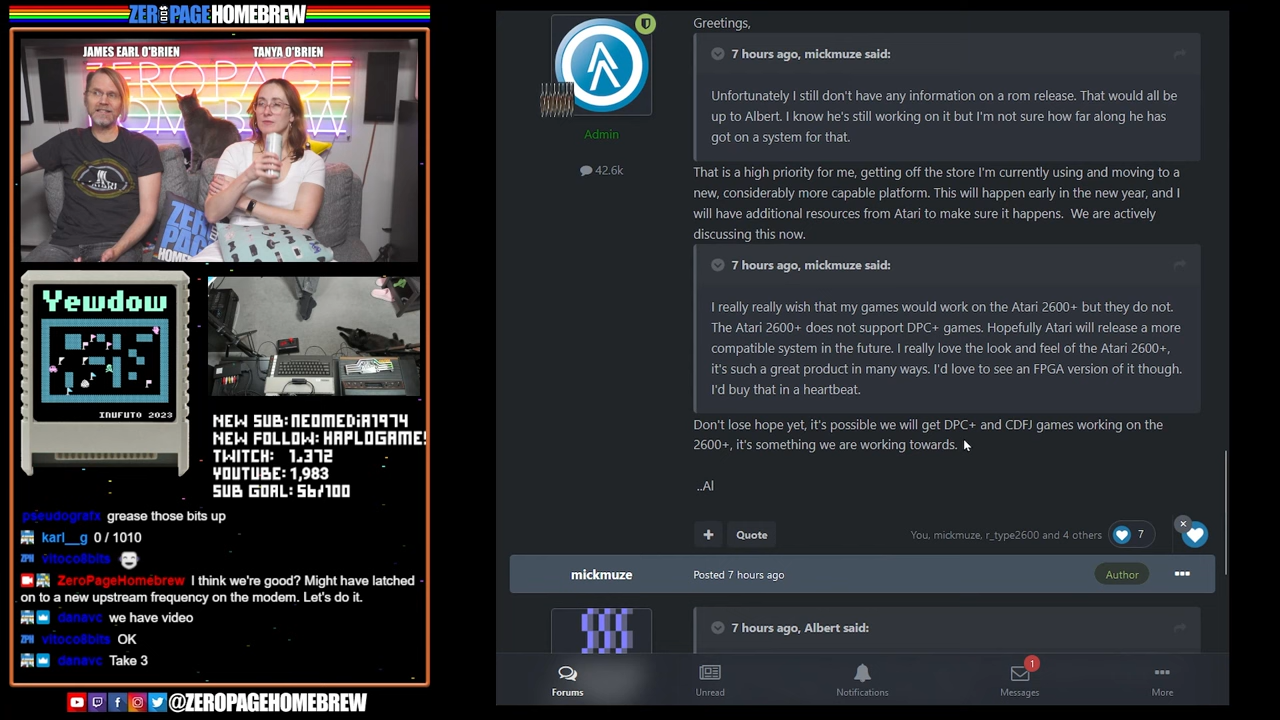 ZEROPAGEHOMEBREW
JAMES EARL O'BRIEN
TANYA O'BRIEN
ZEROPAGE
HOMEBREW
ATARI
ZERO
PAGE
HOME
Yewdow
INUFUTO 2023
NEW SUB: NEOMEDIA1974
NEW FOLLOW: HAPLOGAME!
TWITCH: 1,372
YOUTUBE: 1,983
SUB GOAL: 56/100
pseudografx grease those bits up
karl__g 0 / 1010
vitoco8bits
ZeroPageHomebrew I think we're good? Might have latched
on to a new upstream frequency on the modem. Let's do it.
danavc we have video
vitoco8bits OK
danavc Take 3
@ZEROPAGEHOMEBREW
Admin
42.6k
Greetings,
7 hours ago, mickmuze said:
Unfortunately I still don't have any information on a rom release. That would all be
up to Albert. I know he's still working on it but I'm not sure how far along he has
got on a system for that.
That is a high priority for me, getting off the store I'm currently using and moving to a
new, considerably more capable platform. This will happen early in the new year, and I
will have additional resources from Atari to make sure it happens.  We are actively
discussing this now.
7 hours ago, mickmuze said:
I really really wish that my games would work on the Atari 2600+ but they do not.
The Atari 2600+ does not support DPC+ games. Hopefully Atari will release a more
compatible system in the future. I really love the look and feel of the Atari 2600+,
it's such a great product in many ways. I'd love to see an FPGA version of it though.
I'd buy that in a heartbeat.
Don't lose hope yet, it's possible we will get DPC+ and CDFJ games working on the
2600+, it's something we are working towards.
..Al
+ Quote
You, mickmuze, r_type2600 and 4 others 7
mickmuze
Posted 7 hours ago
Author
7 hours ago, Albert said:
Forums
Unread
Notifications
1
Messages
More